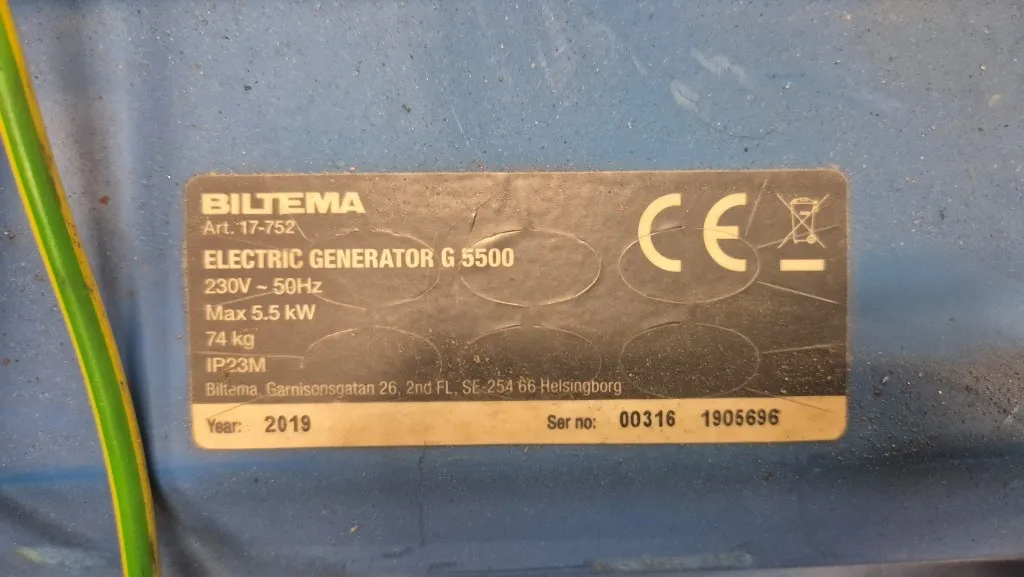 BILTEMA
Art. 17-752
ELECTRIC GENERATOR G 5500
230V ~ 50Hz
Max 5.5 kW
74 kg
IP23M
Biltema, Garnisonsgatan 26, 2nd FL, SE-254 66 Helsingborg
Year: 2019 Ser no: 00316 1905696
CE